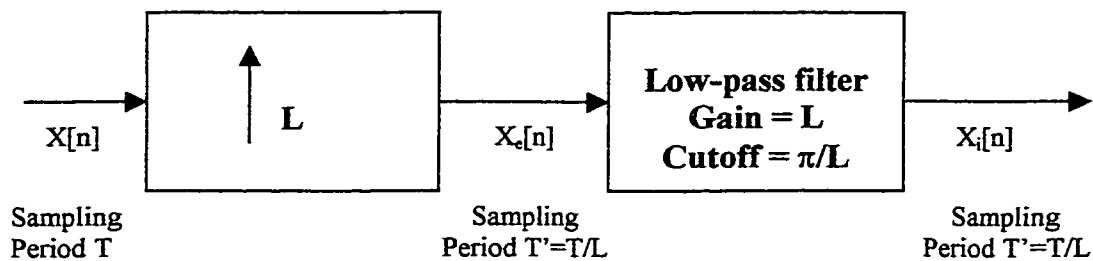 L
Low-pass filter
Gain = L
Cutoff = π/L
X[n]
Xₑ[n]
Xᵢ[n]
Sampling
Period T
Sampling
Period T'=T/L
Sampling
Period T'=T/L